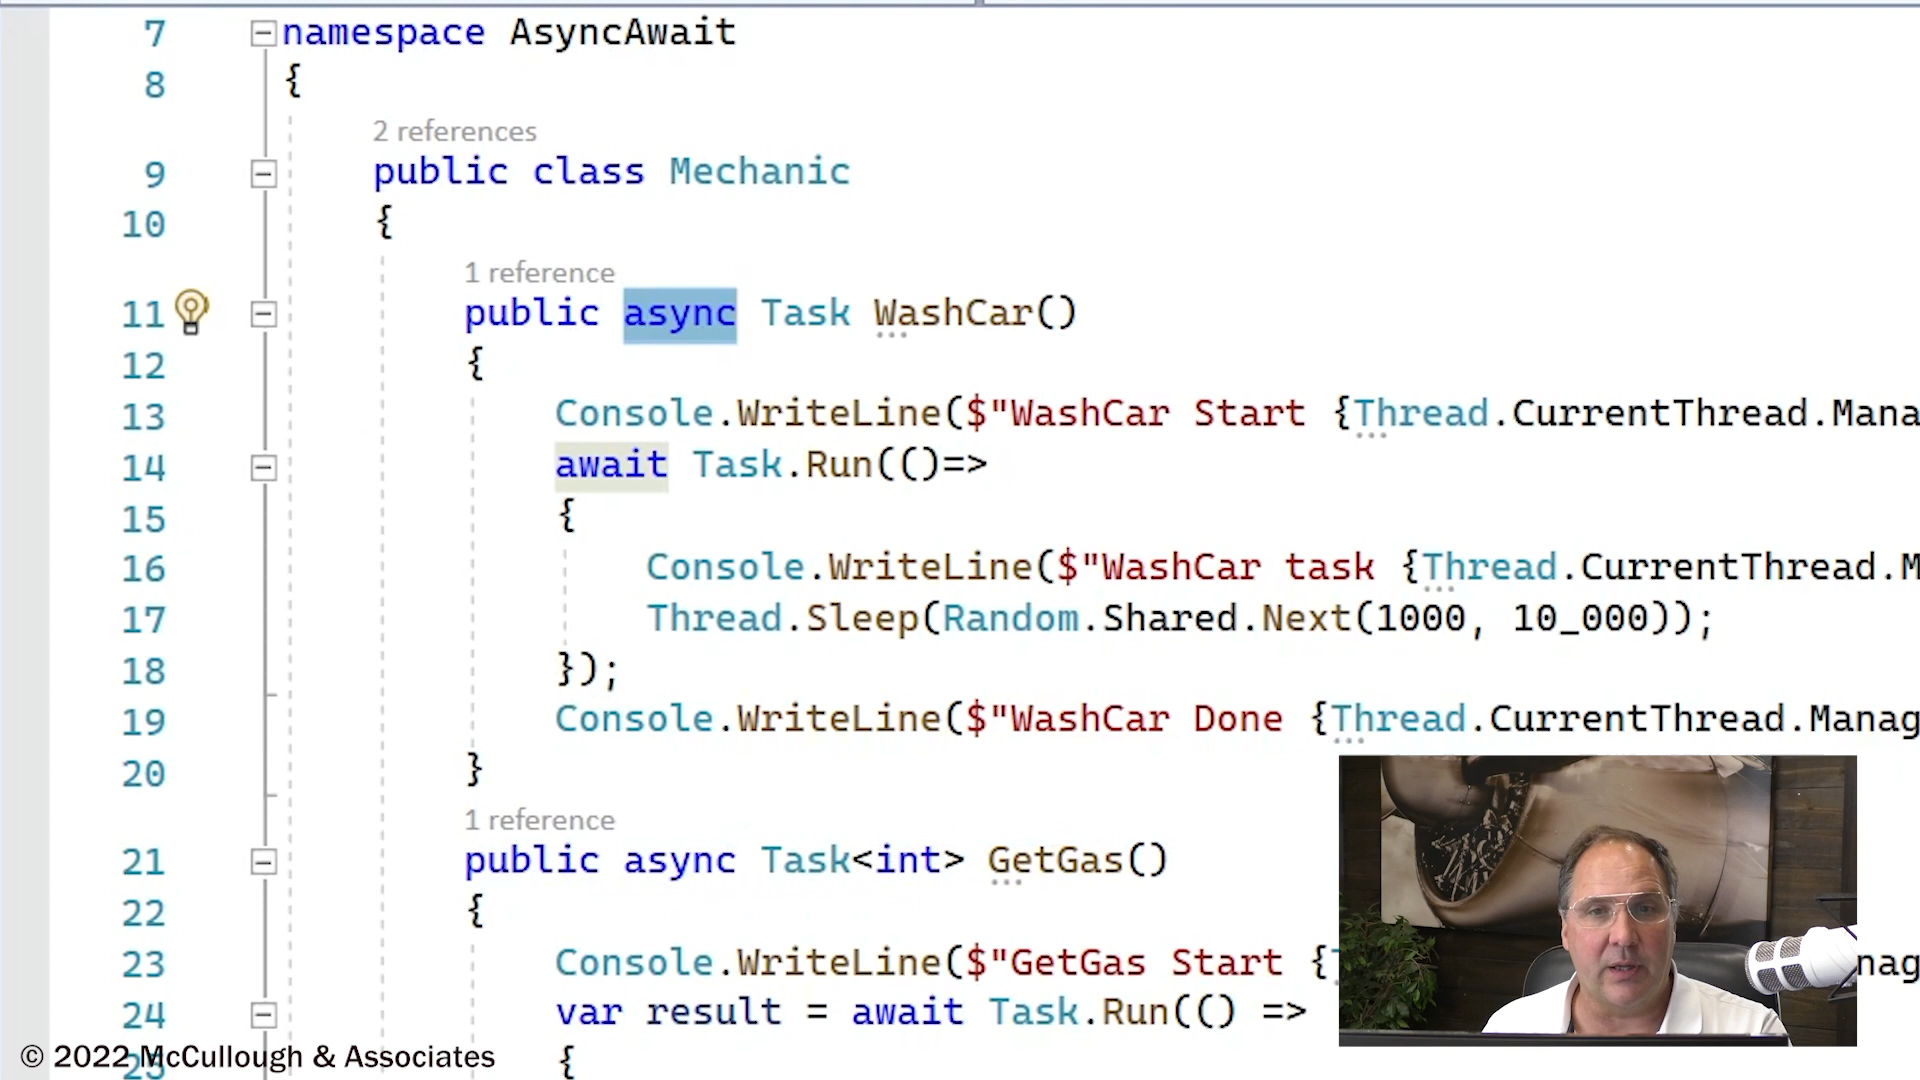 7 namespace AsyncAwait
8 {
2 references
9 public class Mechanic
10 {
1 reference
11 public async Task WashCar()
12 {
13 Console.WriteLine($"WashCar Start {Thread.CurrentThread.Mana
14 await Task.Run(()=>
15 {
16 Console.WriteLine($"WashCar task {Thread.CurrentThread.M
17 Thread.Sleep(Random.Shared.Next(1000, 10_000));
18 });
19 Console.WriteLine($"WashCar Done {Thread.CurrentThread.Manag
20 }
1 reference
21 public async Task<int> GetGas()
22 {
23 Console.WriteLine($"GetGas Start { nag
24 var result = await Task.Run(() =>
25 {
© 2022 McCullough & Associates